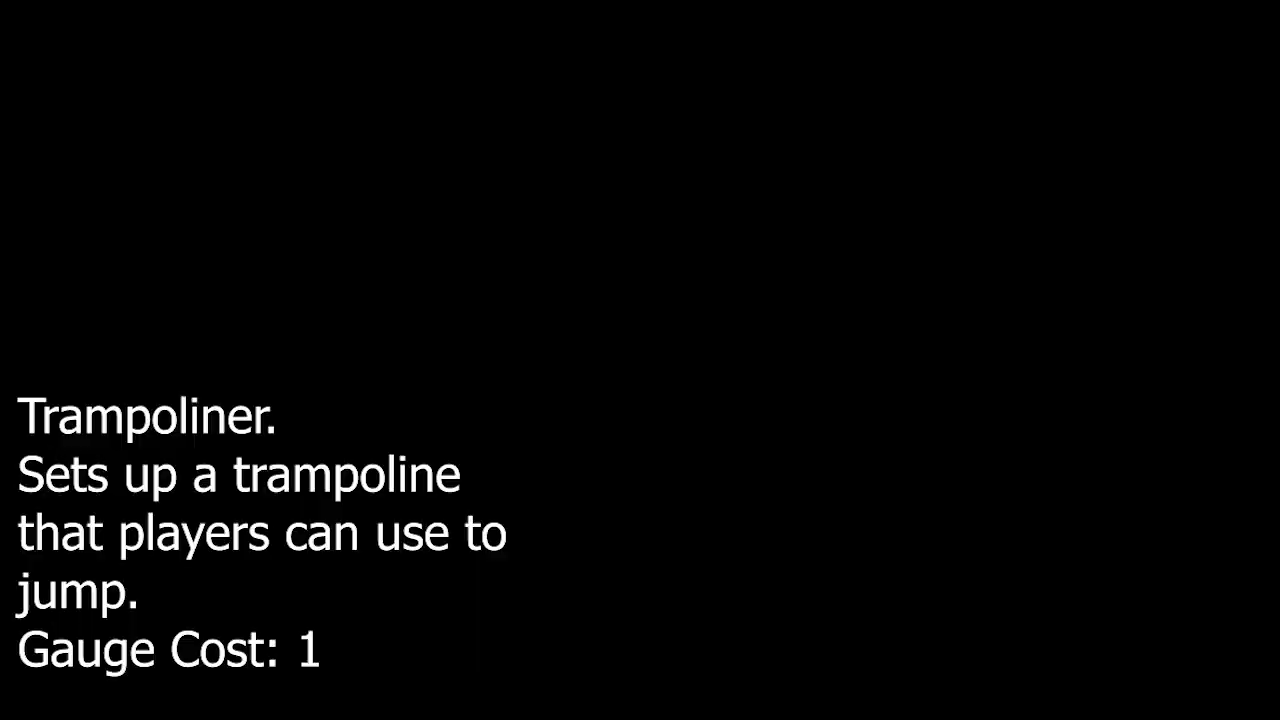 Trampoliner.
Sets up a trampoline
that players can use to
jump.
Gauge Cost: 1